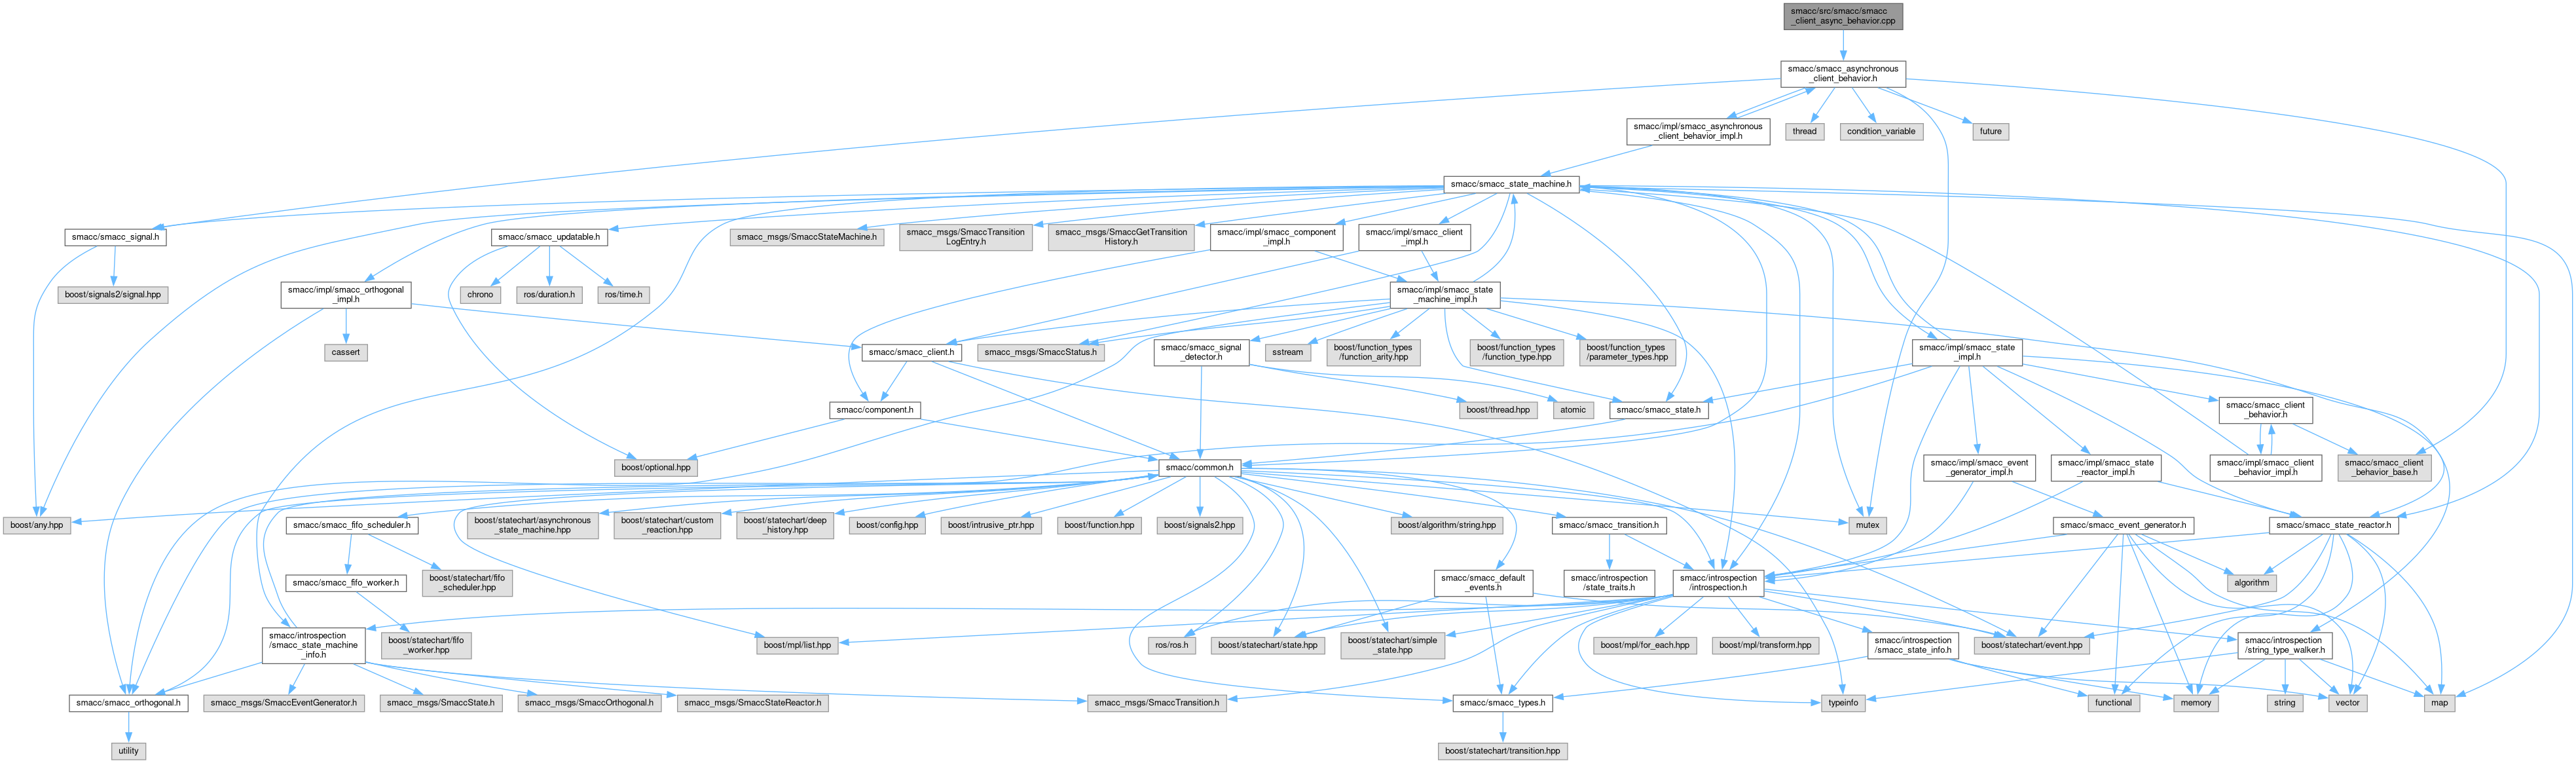 smacc/src/smacc/smacc
_client_async_behavior.cpp
smacc/smacc_asynchronous
_client_behavior.h
smacc/impl/smacc_asynchronous
_client_behavior_impl.h
thread
condition_variable
future
smacc/smacc_state_machine.h
smacc/smacc_signal.h
smacc/smacc_updatable.h
smacc_msgs/SmaccStateMachine.h
smacc_msgs/SmaccTransition
LogEntry.h
smacc_msgs/SmaccGetTransition
History.h
smacc/impl/smacc_component
_impl.h
smacc/impl/smacc_client
_impl.h
boost/signals2/signal.hpp
smacc/impl/smacc_orthogonal
_impl.h
chrono
ros/duration.h
ros/time.h
smacc/impl/smacc_state
_machine_impl.h
cassert
smacc/smacc_client.h
smacc_msgs/SmaccStatus.h
smacc/smacc_signal
_detector.h
sstream
boost/function_types
/function_arity.hpp
boost/function_types
/function_type.hpp
boost/function_types
/parameter_types.hpp
smacc/impl/smacc_state
_impl.h
smacc/component.h
boost/thread.hpp
atomic
smacc/smacc_state.h
smacc/smacc_client
_behavior.h
boost/optional.hpp
smacc/common.h
smacc/impl/smacc_event
_generator_impl.h
smacc/impl/smacc_state
_reactor_impl.h
smacc/impl/smacc_client
_behavior_impl.h
smacc/smacc_client
_behavior_base.h
boost/any.hpp
smacc/smacc_fifo_scheduler.h
boost/statechart/asynchronous
_state_machine.hpp
boost/statechart/custom
_reaction.hpp
boost/statechart/deep
_history.hpp
boost/config.hpp
boost/intrusive_ptr.hpp
boost/function.hpp
boost/signals2.hpp
boost/algorithm/string.hpp
smacc/smacc_transition.h
mutex
smacc/smacc_event_generator.h
smacc/smacc_state_reactor.h
smacc/smacc_fifo_worker.h
boost/statechart/fifo
_scheduler.hpp
smacc/smacc_default
_events.h
smacc/introspection
/state_traits.h
smacc/introspection
/introspection.h
algorithm
smacc/introspection
/smacc_state_machine
_info.h
boost/statechart/fifo
_worker.hpp
boost/mpl/list.hpp
ros/ros.h
boost/statechart/state.hpp
boost/statechart/simple
_state.hpp
boost/mpl/for_each.hpp
boost/mpl/transform.hpp
smacc/introspection
/smacc_state_info.h
boost/statechart/event.hpp
smacc/introspection
/string_type_walker.h
smacc/smacc_orthogonal.h
smacc_msgs/SmaccEventGenerator.h
smacc_msgs/SmaccState.h
smacc_msgs/SmaccOrthogonal.h
smacc_msgs/SmaccStateReactor.h
smacc_msgs/SmaccTransition.h
smacc/smacc_types.h
typeinfo
functional
memory
string
vector
map
utility
boost/statechart/transition.hpp